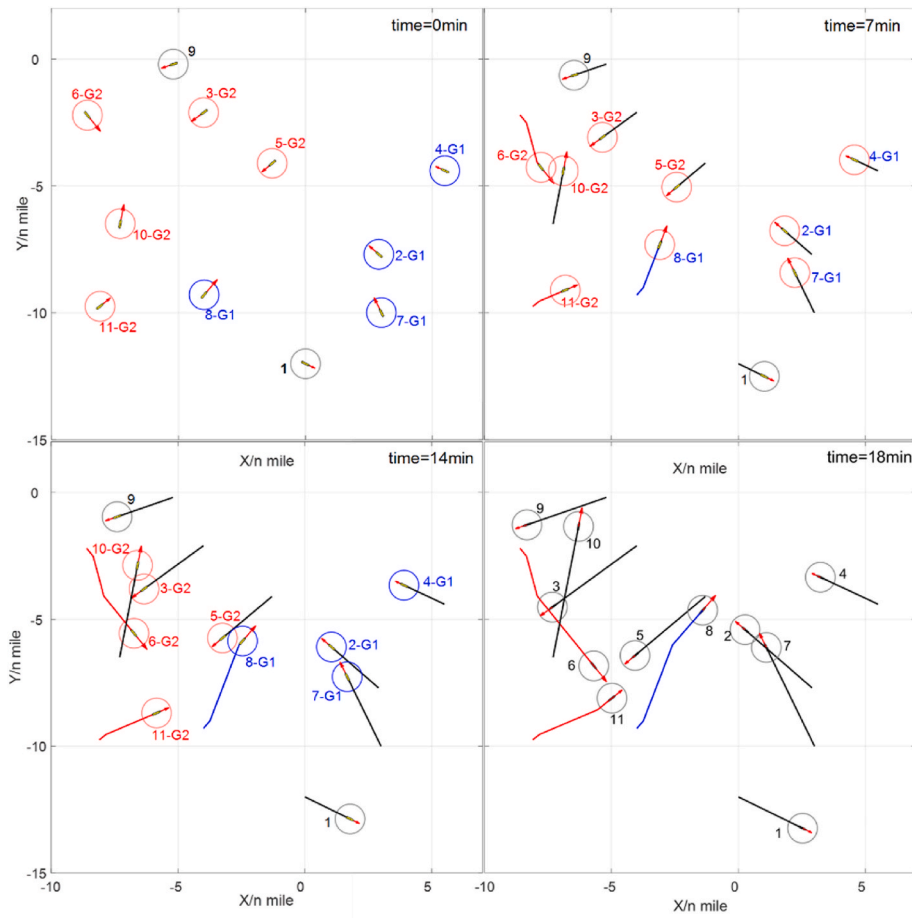 time=0min
0
9
6-G2
3-G2
5-G2
4-G1
-5
Y/n mile
10-G2
2-G1
8-G1
11-G2
7-G1
-10
1
-15
X/n mile
time=7min
9
3-G2
6-G2
10-G2
5-G2
4-G1
2-G1
8-G1
7-G1
11-G2
1
X/n mile
time=14min
0
9
10-G2
3-G2
4-G1
-5
5-G2
6-G2
8-G1
2-G1
7-G1
Y/n mile
11-G2
-10
1
-15
-10
-5
0
5
X/n mile
time=18min
9
10
3
4
5
8
2
7
6
11
1
-10
-5
0
5
X/n mile